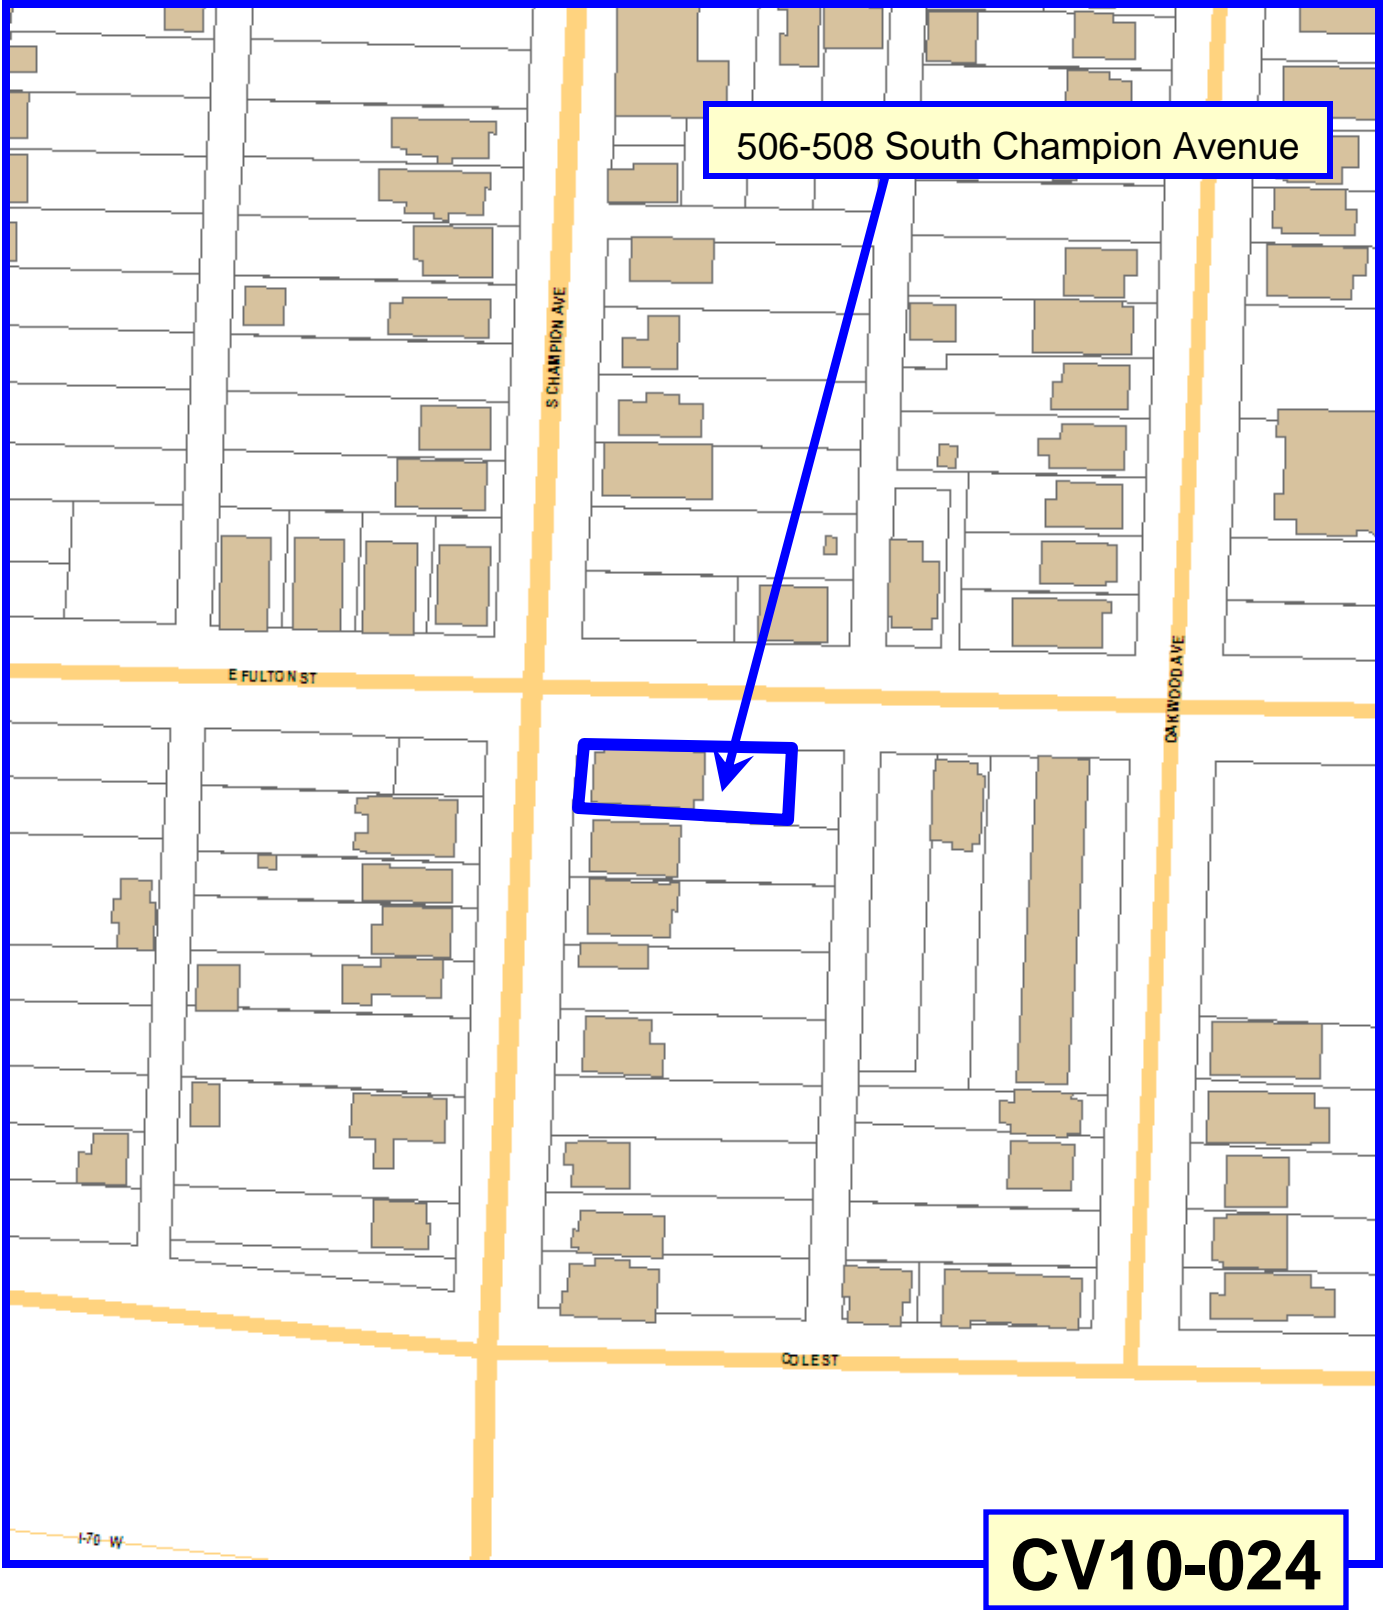 506-508 South Champion Avenue
S CHAMPION AVE
E FULTON ST
OAKWOOD AVE
COLE ST
I-70 W
CV10-024